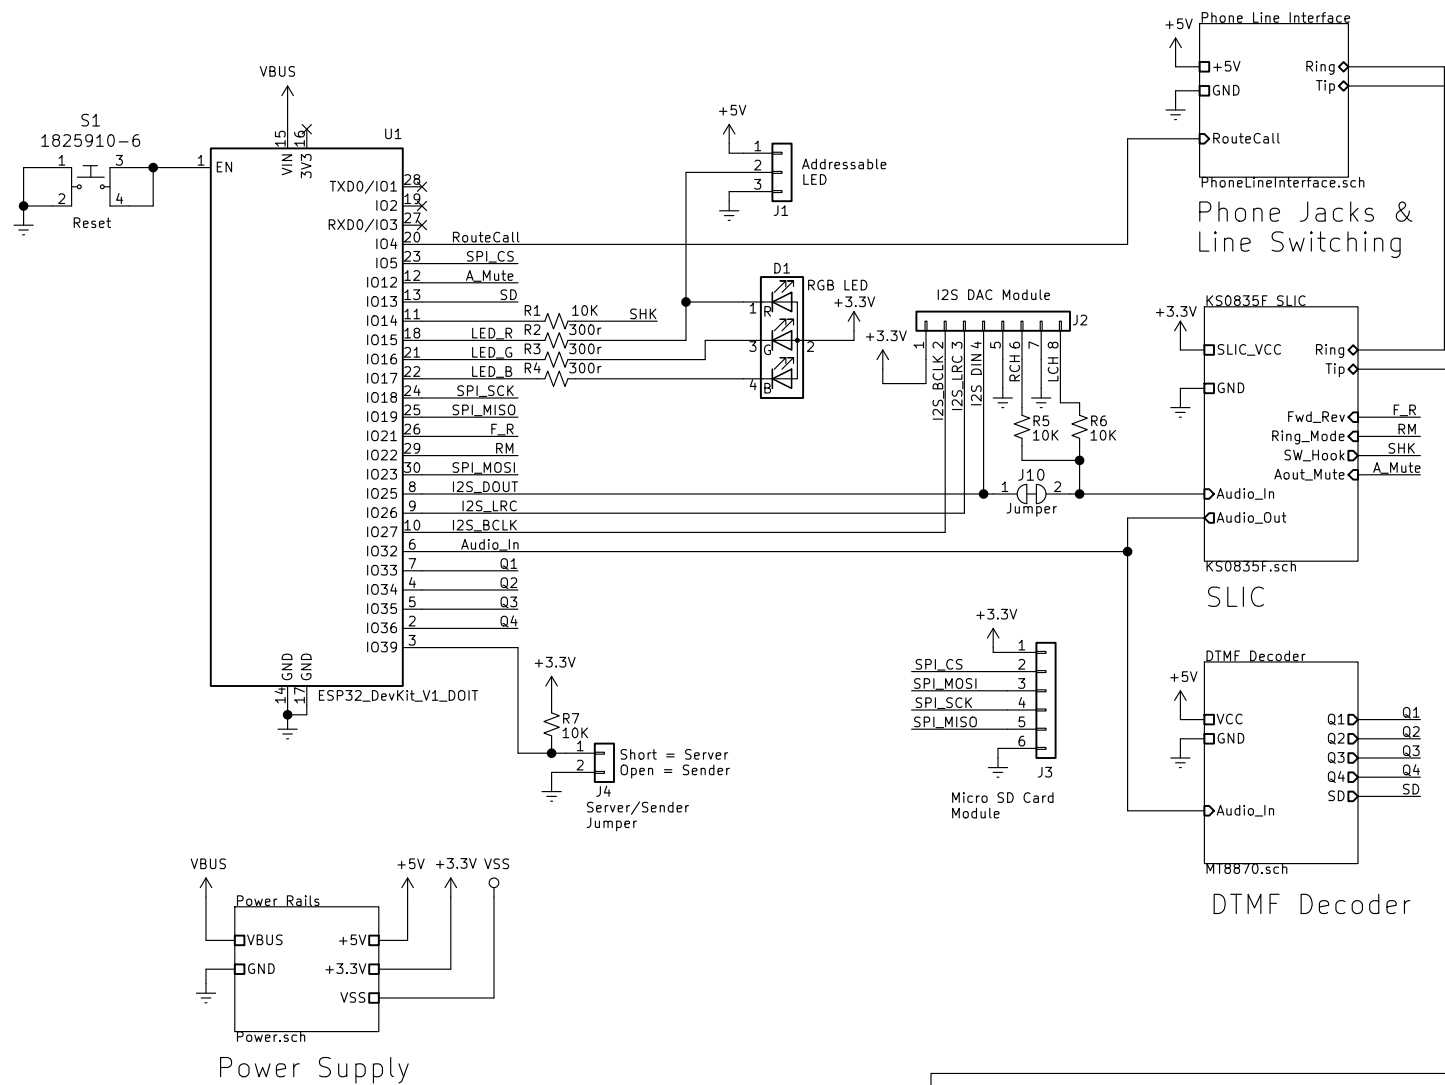 Phone Line Interface
+5V
+5V
GND
Ring
Tip
RouteCall
PhoneLineInterface.sch
Phone Jacks &
Line Switching
VBUS
S1
1825910-6
1
3
2
4
Reset
U1
15
16
VIN
3V3
1
EN
TXD0/IO1
28
IO2
19
RXD0/IO3
27
IO4
20
RouteCall
IO5
23
SPI_CS
IO12
12
A_Mute
IO13
13
SD
IO14
11
R1
10K
SHK
IO15
18
LED_R
R2
300r
IO16
21
LED_G
R3
300r
IO17
22
LED_B
R4
300r
IO18
24
SPI_SCK
IO19
25
SPI_MISO
IO21
26
F_R
IO22
29
RM
IO23
30
SPI_MOSI
IO25
8
I2S_DOUT
IO26
9
I2S_LRC
IO27
10
I2S_BCLK
IO32
6
Audio_In
IO33
7
Q1
IO34
4
Q2
IO35
5
Q3
IO36
2
Q4
IO39
3
GND
GND
14
17
ESP32_DevKit_V1_DOIT
+5V
1
2
3
J1
Addressable
LED
D1
RGB LED
1
R
3
G
2
4
B
+3.3V
I2S DAC Module
J2
+3.3V
1
I2S_BCLK 2
I2S_LRC 3
I2S_DIN 4
5
RCH 6
7
LCH 8
R5
10K
R6
10K
J10
1
2
Jumper
KS0835F SLIC
+3.3V
SLIC_VCC
GND
Ring
Tip
Fwd_Rev
F_R
Ring_Mode
RM
SW_Hook
SHK
Aout_Mute
A_Mute
Audio_In
Audio_Out
KS0835F.sch
SLIC
+3.3V
R7
10K
1
2
J4
Short = Server
Open = Sender
Server/Sender
Jumper
+3.3V
1
SPI_CS
2
SPI_MOSI
3
SPI_SCK
4
SPI_MISO
5
6
J3
Micro SD Card
Module
DTMF Decoder
+5V
VCC
GND
Q1
Q1
Q2
Q2
Q3
Q3
Q4
Q4
SD
SD
Audio_In
MT8870.sch
DTMF Decoder
VBUS
+5V
+3.3V
VSS
Power Rails
VBUS
GND
+5V
+3.3V
VSS
Power.sch
Power Supply